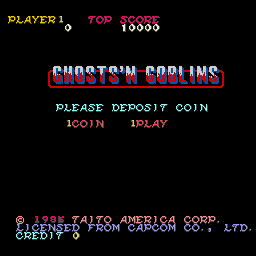 PLAYER1 TOP SCORE
0 10000
GHOSTS'N GOBLINS
PLEASE DEPOSIT COIN
1COIN 1PLAY
© 1985 TAITO AMERICA CORP.
LICENSED FROM CAPCOM CO., LTD.
CREDIT 0